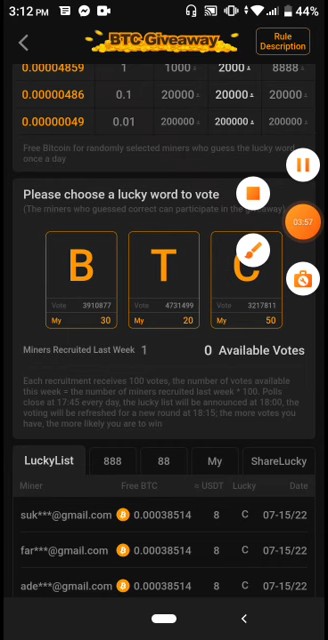 3:12 PM 44%
BTC Giveaway
Rule
Description
0.00004859 1 1000 2000 8888
0.00000486 0.1 20000 20000 20000
0.00000049 0.01 200000 200000 200000
Free Bitcoin for randomly selected miners who guess the lucky word
once a day
Please choose a lucky word to vote
(The miners who guessed correct can participate in the giveaway)
03:57
B T C
Vote 3910877 Vote 4731499 Vote 3217811
My 30 My 20 My 50
Miners Recruited Last Week 1 0 Available Votes
Each recruitment receives 100 votes, the number of votes available
this week = the number of miners recruited last week * 100. Polls
close at 17:45 every day, the lucky list will be announced at 18:00,
the voting will be refreshed for a new round at 18:15; the more votes
you have, the more likely you are to win
LuckyList 888 88 My ShareLucky
Miner Free BTC ≈ USDT Lucky Date
suk***@gmail.com 0.00038514 8 C 07-15/22
far***@gmail.com 0.00038514 8 C 07-15/22
ade***@gmail.com 0.00038514 8 C 07-15/22